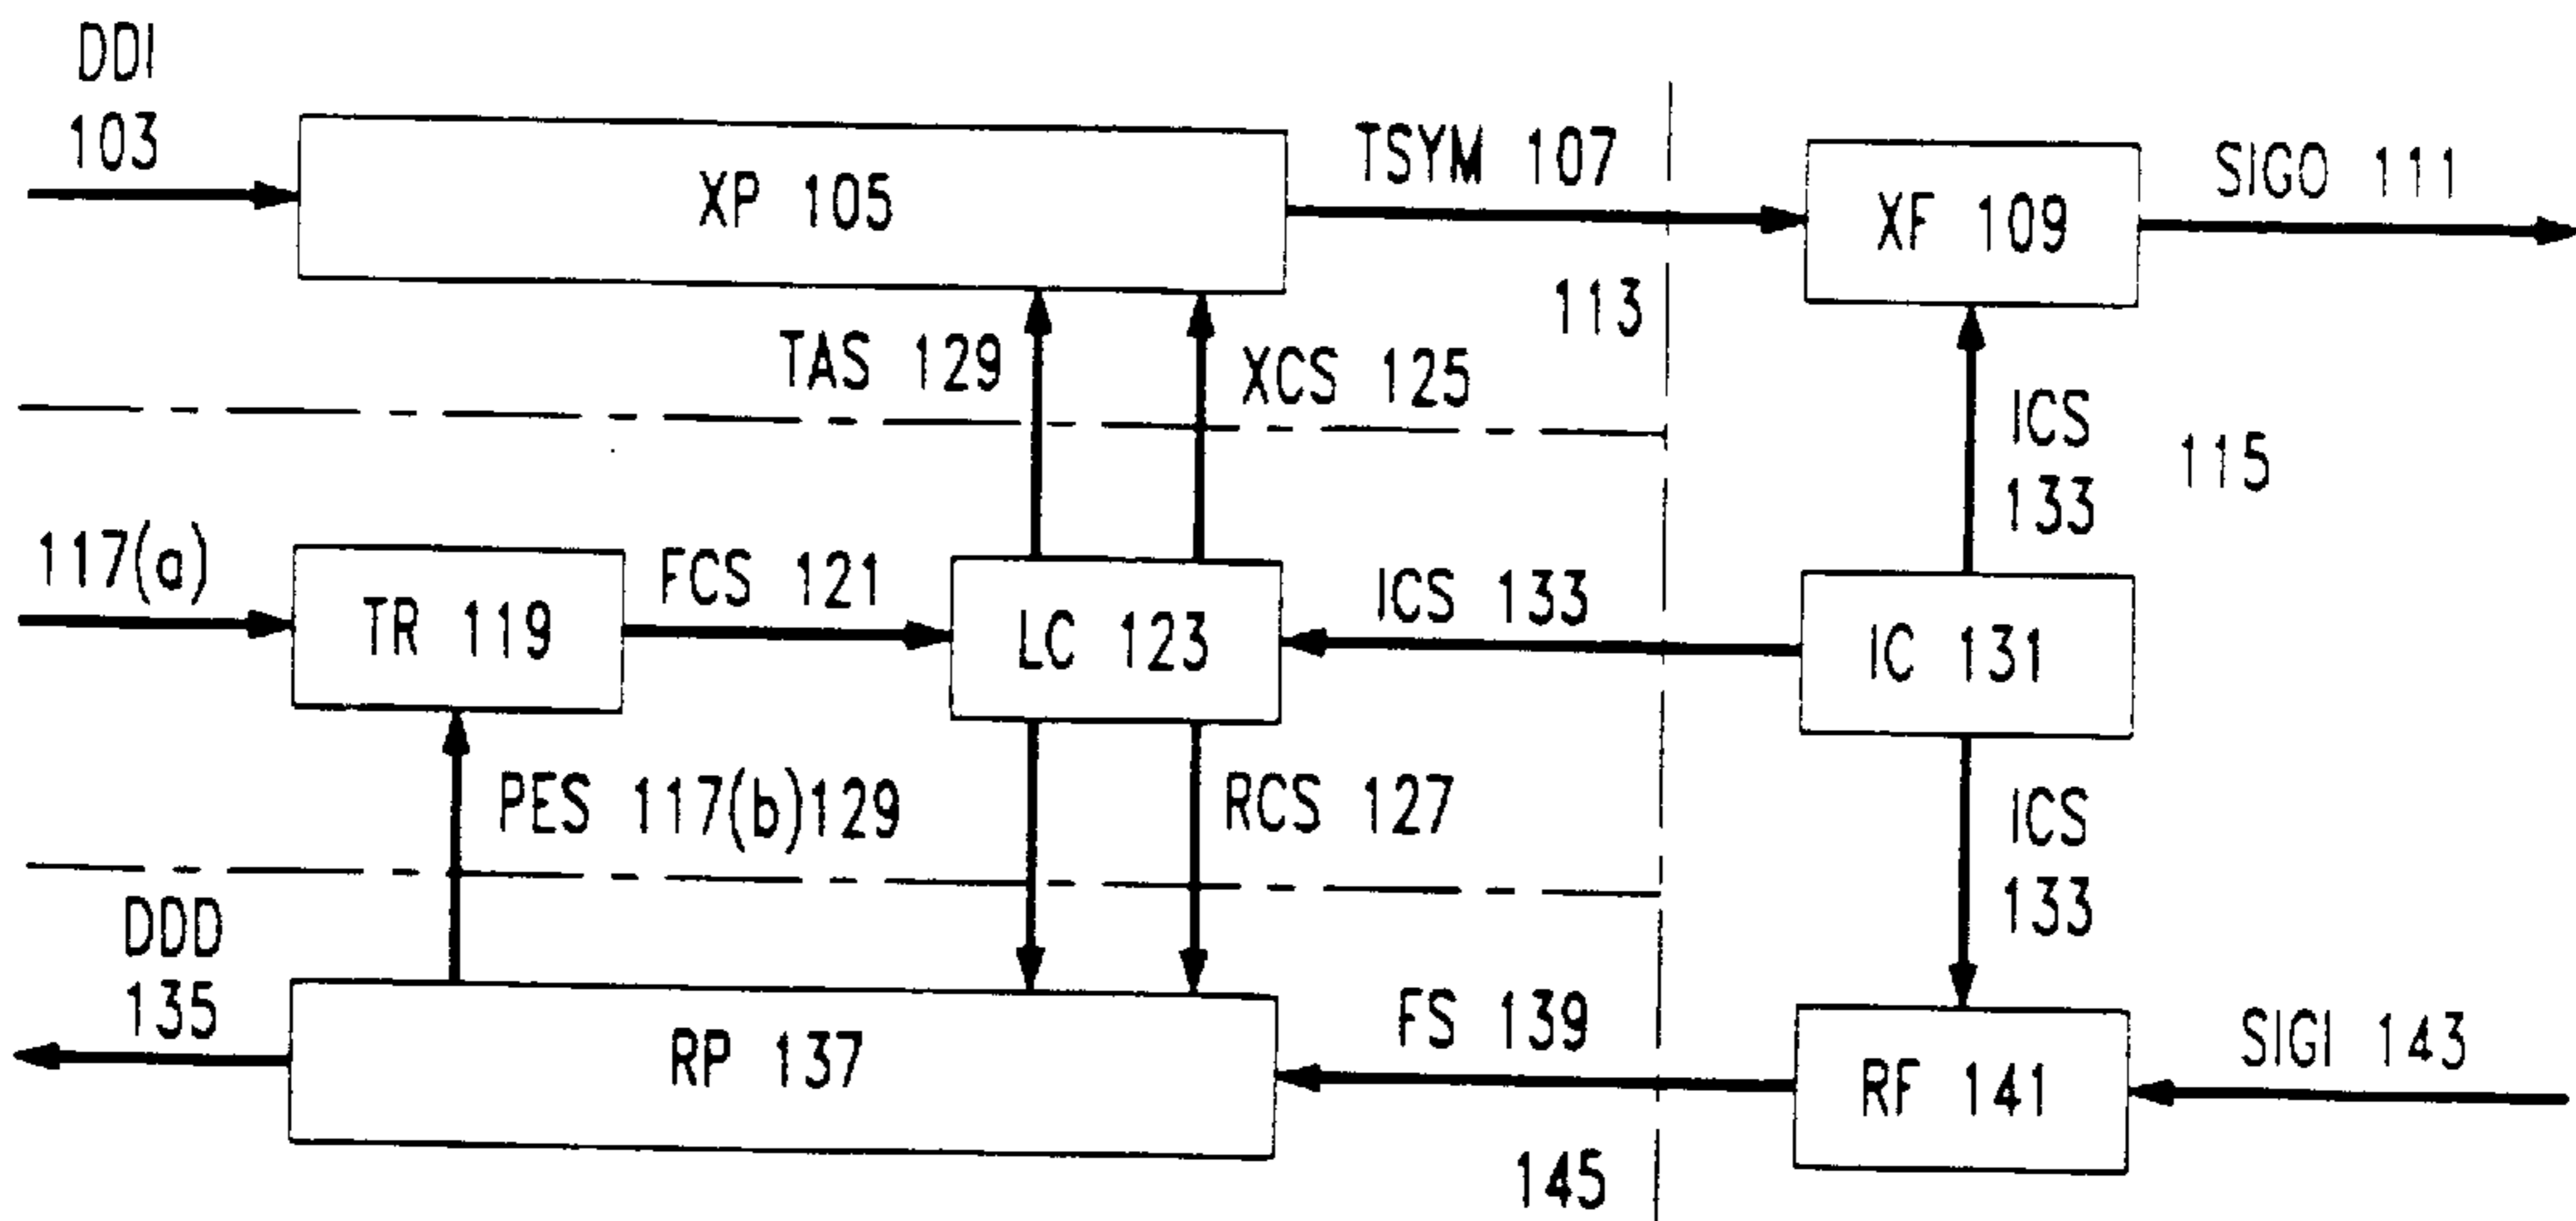 DDI
103
XP 105
TSYM 107
XF 109
SIGO 111
113
TAS 129
XCS 125
ICS
133
115
117(a)
TR 119
FCS 121
LC 123
ICS 133
IC 131
PES 117(b)129
RCS 127
ICS
133
DDD
135
RP 137
FS 139
RF 141
SIGI 143
145